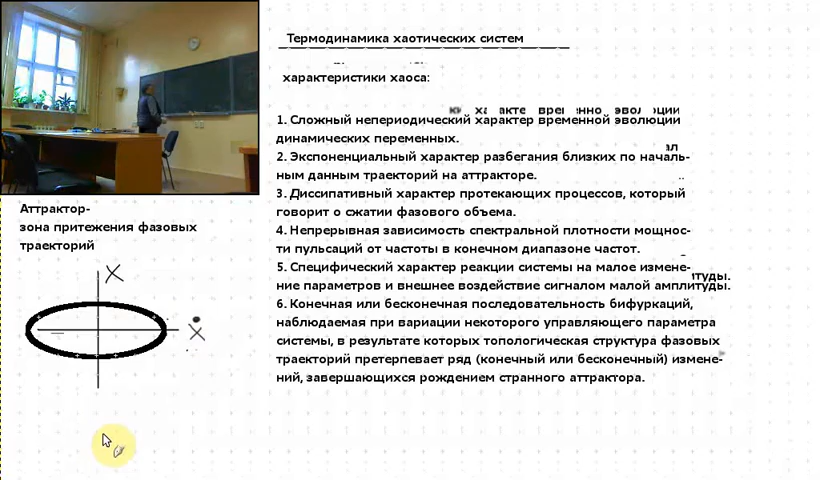 Термодинамика хаотических систем
характеристики хаоса:
1. Сложный непериодический характер временной эволюции
динамических переменных.
2. Экспоненциальный характер разбегания близких по началь-
ным данным траекторий на аттракторе.
3. Диссипативный характер протекающих процессов, который
говорит о сжатии фазового объема.
4. Непрерывная зависимость спектральной плотности мощнос-
ти пульсаций от частоты в конечном диапазоне частот.
5. Специфический характер реакции системы на малое измене-
ние параметров и внешнее воздействие сигналом малой амплитуды.
6. Конечная или бесконечная последовательность бифуркаций,
наблюдаемая при вариации некоторого управляющего параметра
системы, в результате которых топологическая структура фазовых
траекторий претерпевает ряд (конечный или бесконечный) измене-
ний, завершающихся рождением странного аттрактора.
Аттрактор-
зона притежения фазовых
траекторий
X
Ẋ